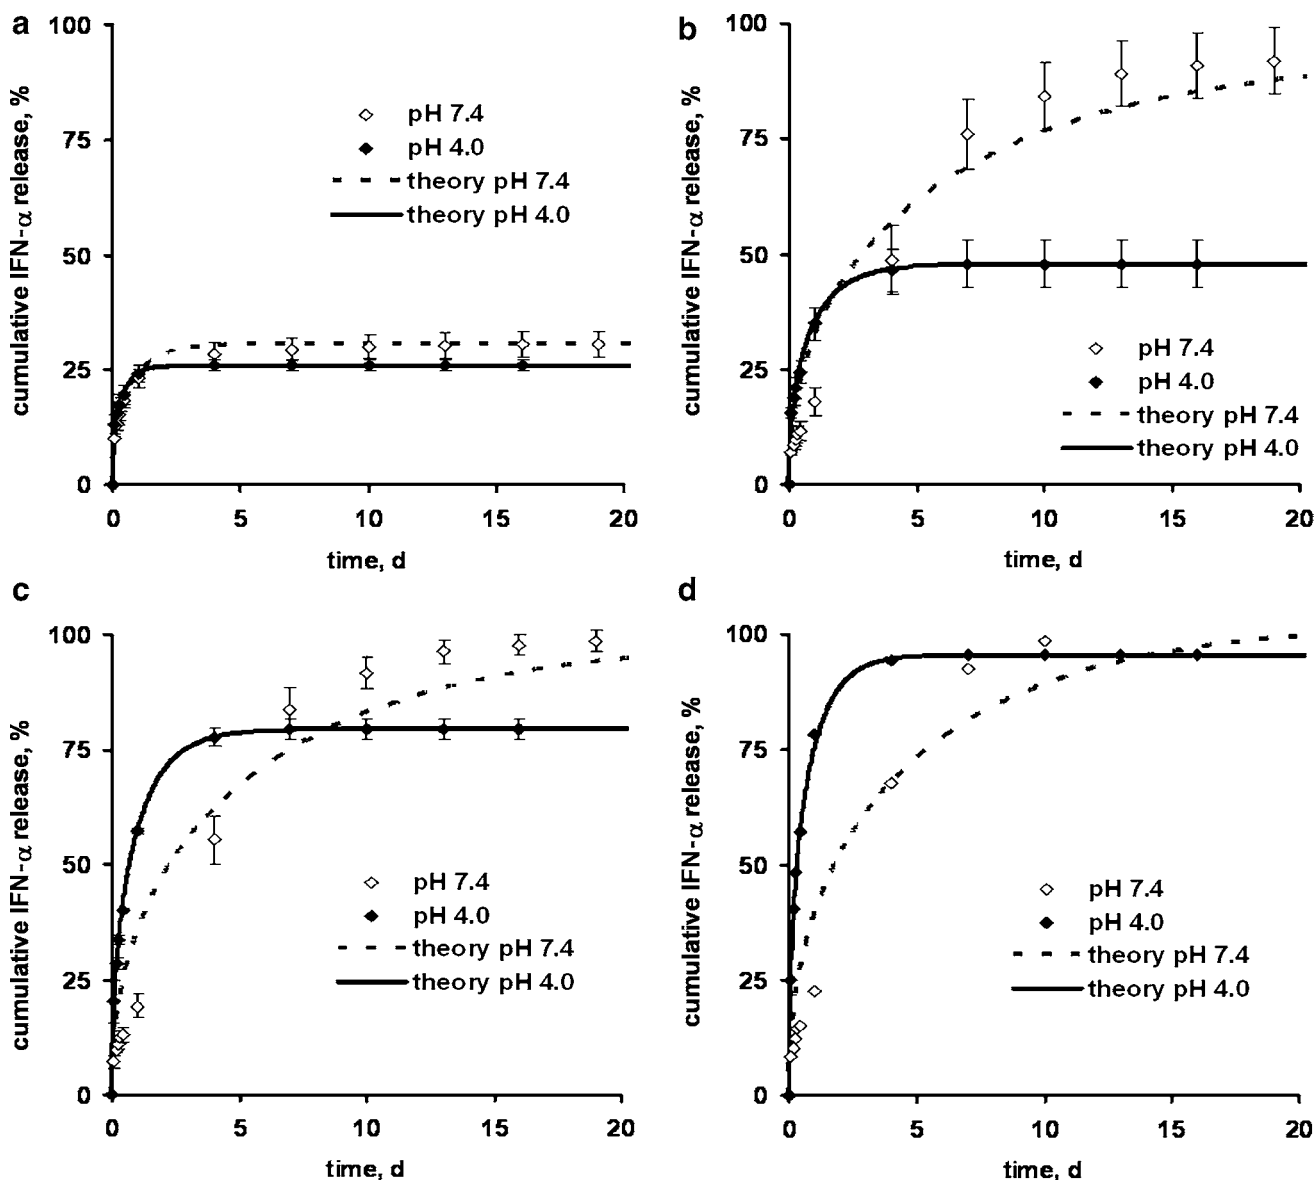 a
cumulative IFN-α release, %
100
75
50
25
0
0 5 10 15 20
time, d
pH 7.4
pH 4.0
theory pH 7.4
theory pH 4.0
b
cumulative IFN-α release, %
100
75
50
25
0
0 5 10 15 20
time, d
pH 7.4
pH 4.0
theory pH 7.4
theory pH 4.0
c
cumulative IFN-α release, %
100
75
50
25
0
0 5 10 15 20
time, d
pH 7.4
pH 4.0
theory pH 7.4
theory pH 4.0
d
cumulative IFN-α release, %
100
75
50
25
0
0 5 10 15 20
time, d
pH 7.4
pH 4.0
theory pH 7.4
theory pH 4.0